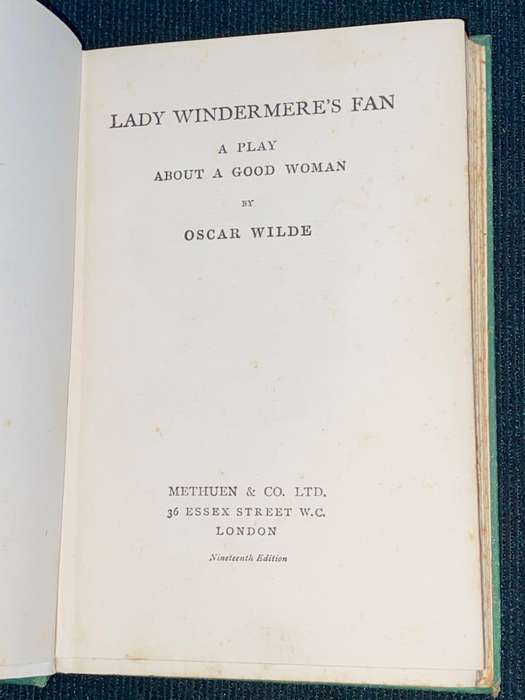 LADY WINDERMERE'S FAN
A PLAY
ABOUT A GOOD WOMAN
BY
OSCAR WILDE
METHUEN & CO. LTD.
36 ESSEX STREET W.C.
LONDON
Nineteenth Edition